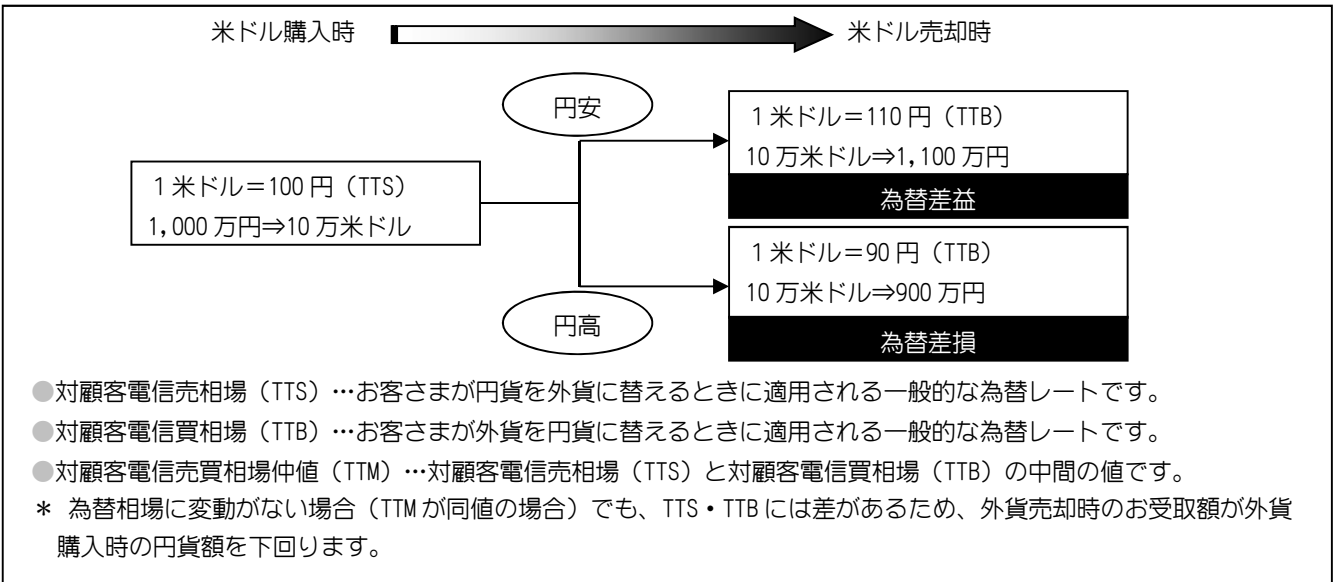 米ドル購入時
米ドル売却時
円安
1米ドル＝110円（TTB）
10万米ドル⇒1,100万円
為替差益
1米ドル＝100円（TTS）
1,000万円⇒10万米ドル
1米ドル＝90円（TTB）
10万米ドル⇒900万円
円高
為替差損
●対顧客電信売相場（TTS）…お客さまが円貨を外貨に替えるときに適用される一般的な為替レートです。
●対顧客電信買相場（TTB）…お客さまが外貨を円貨に替えるときに適用される一般的な為替レートです。
●対顧客電信売買相場仲値（TTM）…対顧客電信売相場（TTS）と対顧客電信買相場（TTB）の中間の値です。
＊ 為替相場に変動がない場合（TTMが同値の場合）でも、TTS・TTBには差があるため、外貨売却時のお受取額が外貨
購入時の円貨額を下回ります。